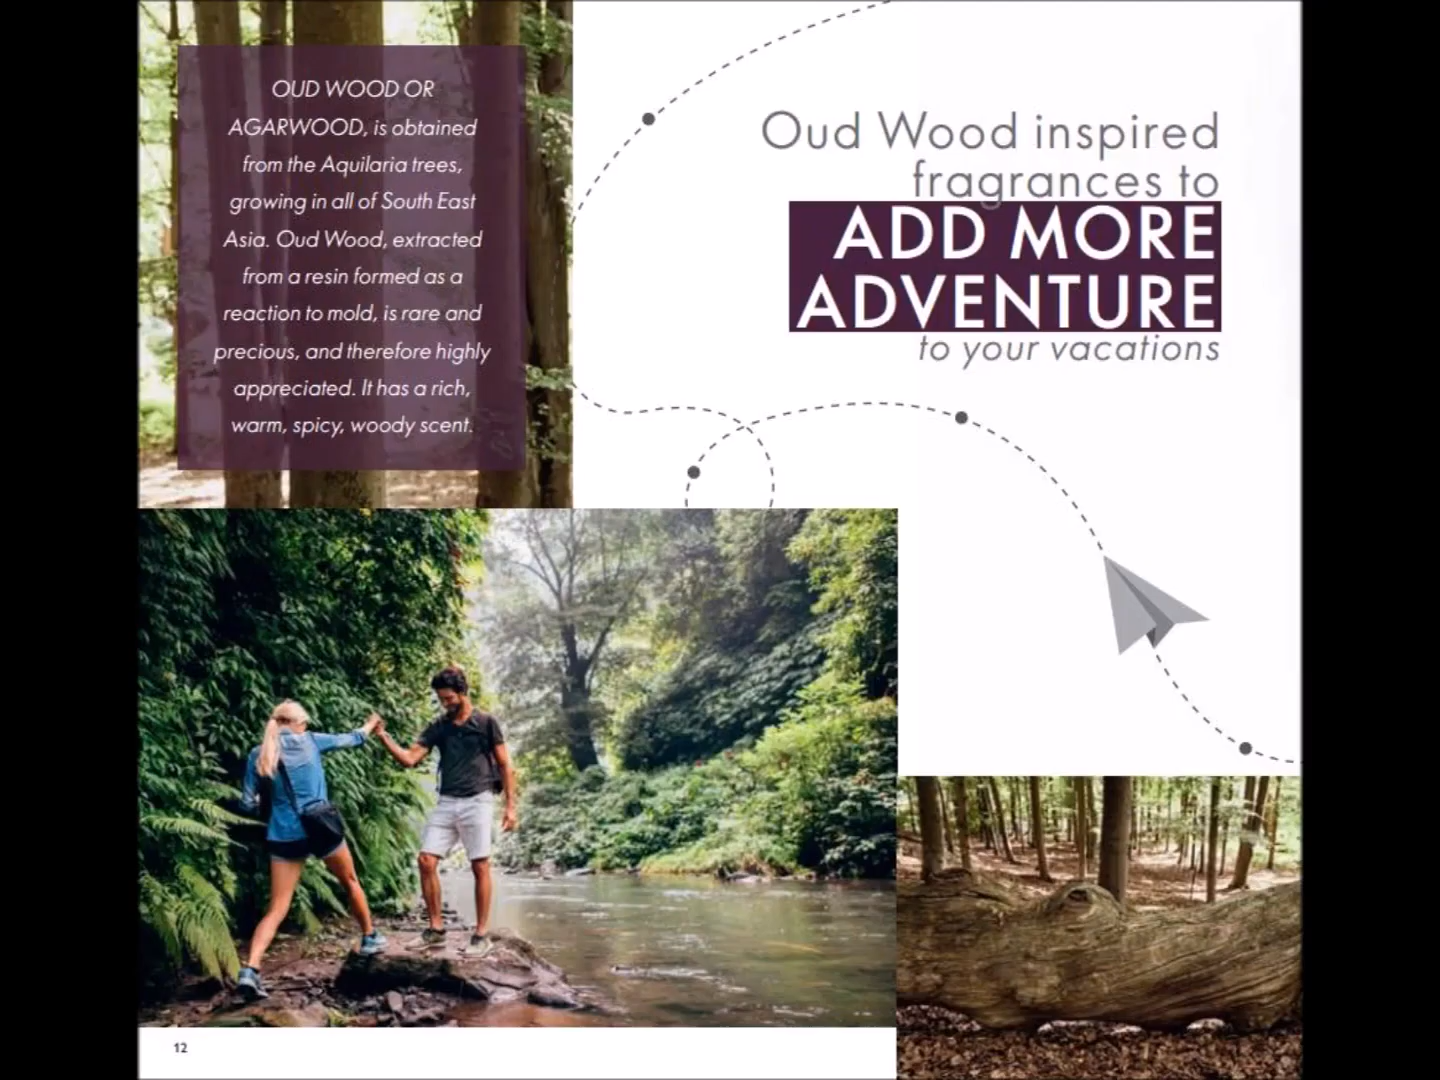 OUD WOOD OR
AGARWOOD, is obtained
from the Aquilaria trees,
growing in all of South East
Asia. Oud Wood, extracted
from a resin formed as a
reaction to mold, is rare and
precious, and therefore highly
appreciated. It has a rich,
warm, spicy, woody scent.
Oud Wood inspired
fragrances to
ADD MORE
ADVENTURE
to your vacations
12